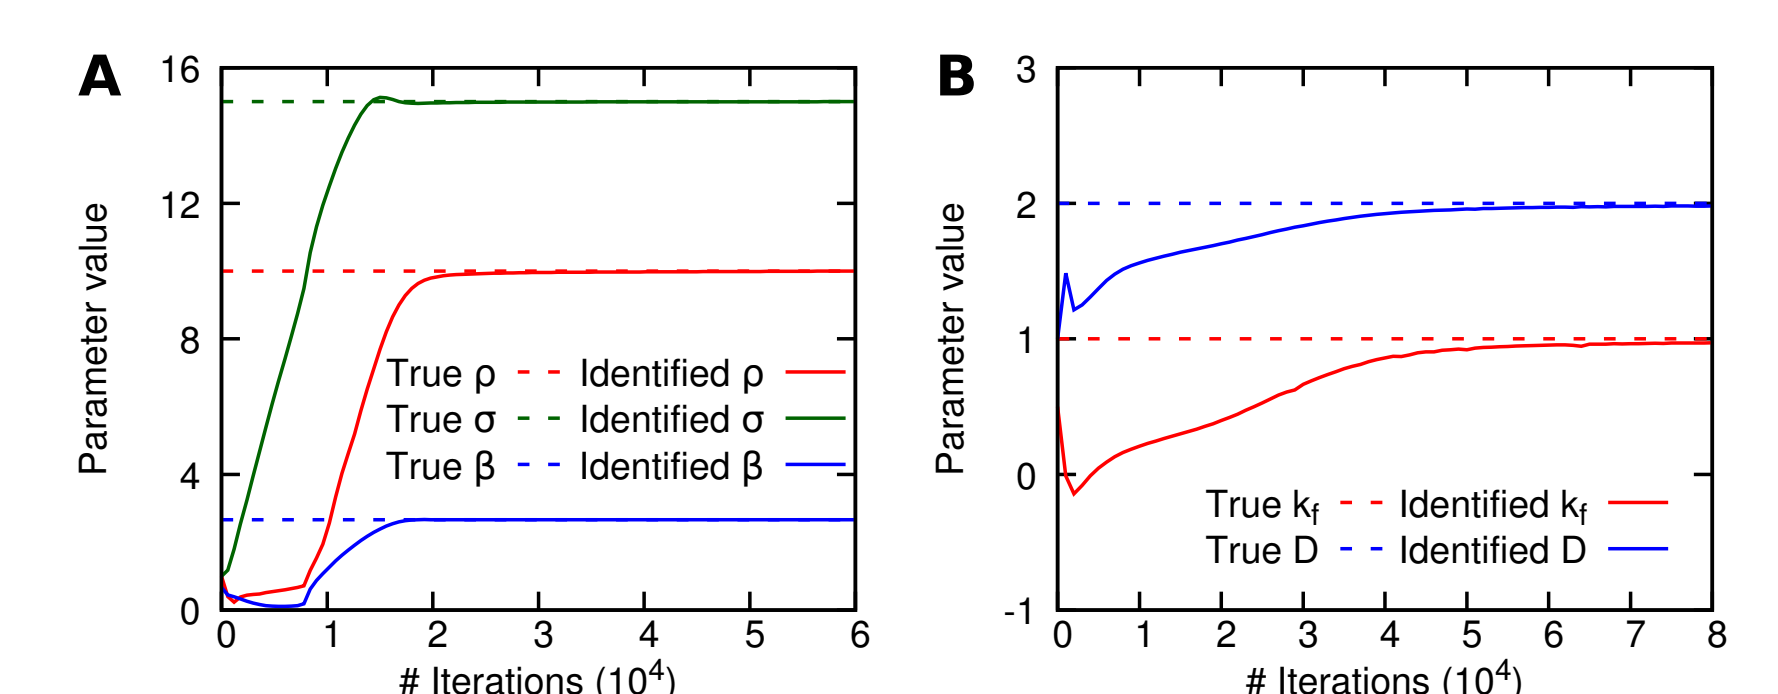 A
16
12
8
4
0
Parameter value
True ρ Identified ρ
True σ Identified σ
True β Identified β
0 1 2 3 4 5 6
# Iterations (10⁴)
B
3
2
1
0
-1
Parameter value
True k_f Identified k_f
True D Identified D
0 1 2 3 4 5 6 7 8
# Iterations (10⁴)